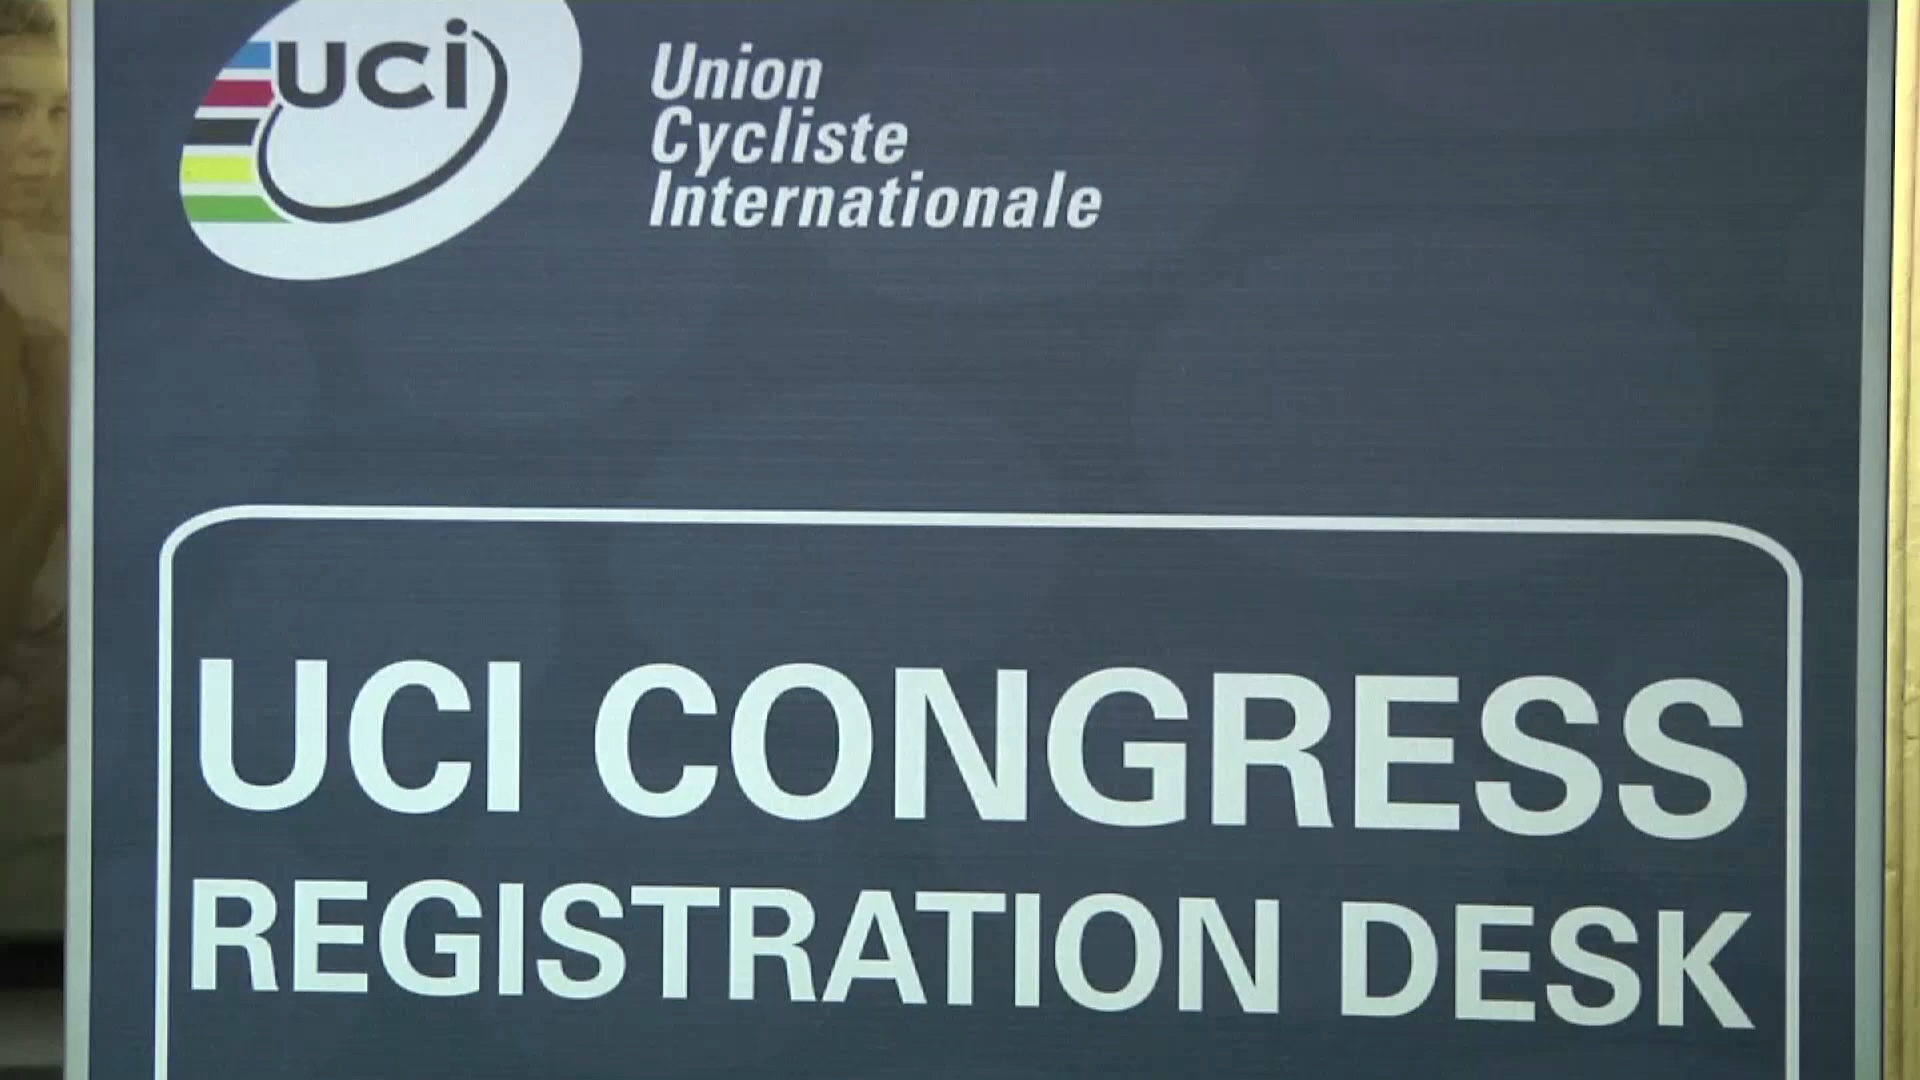 uci
Union
Cycliste
Internationale
UCI CONGRESS
REGISTRATION DESK